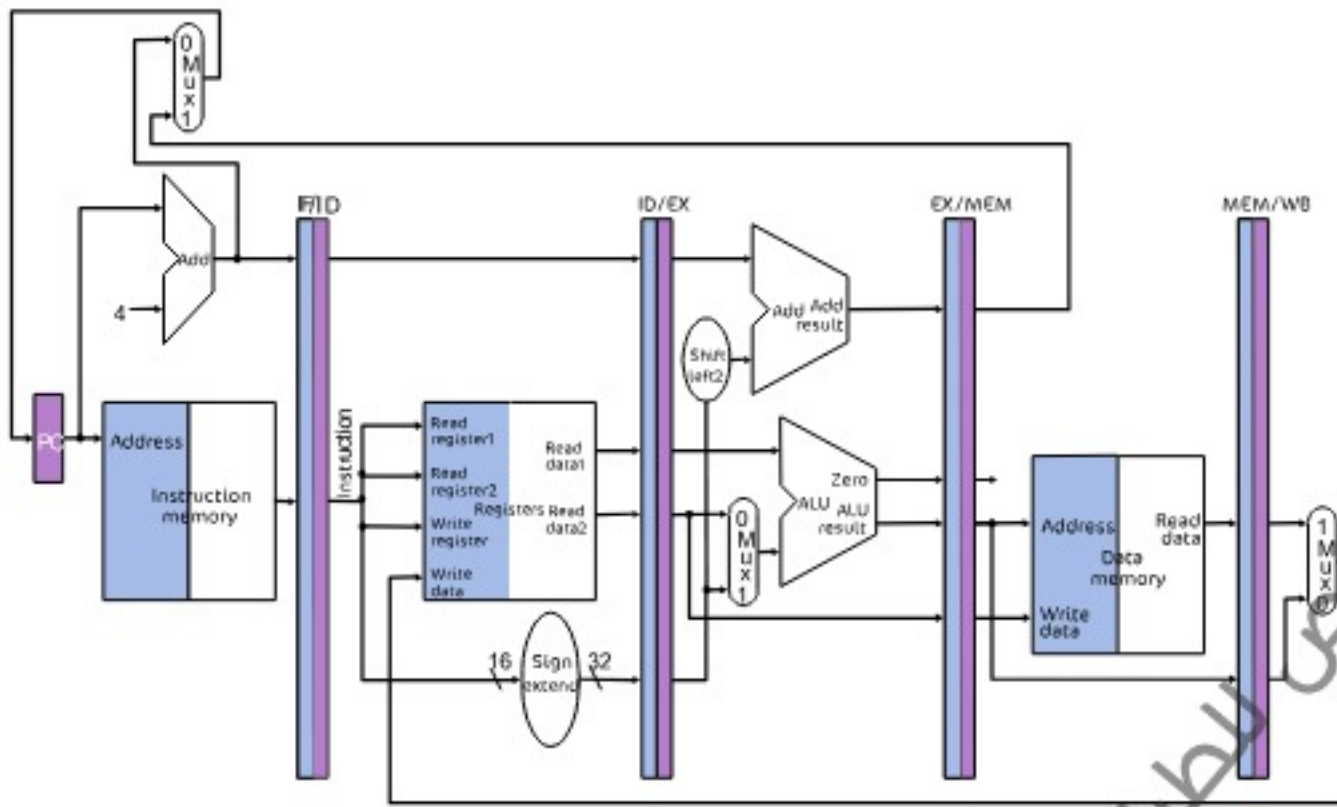 0
M
u
x
1
IF/ID
ID/EX
EX/MEM
MEM/WB
Add
4
Add Add
result
Shift
left2
PC
Address
Instruction
memory
Instruction
Read
register1
Read
register2
Write
register
Write
data
Registers
Read
data1
Read
data2
0
M
u
x
1
Zero
ALU
ALU
result
Address
Data
memory
Read
data
Write
data
1
M
u
x
0
16
Sign
extend
32